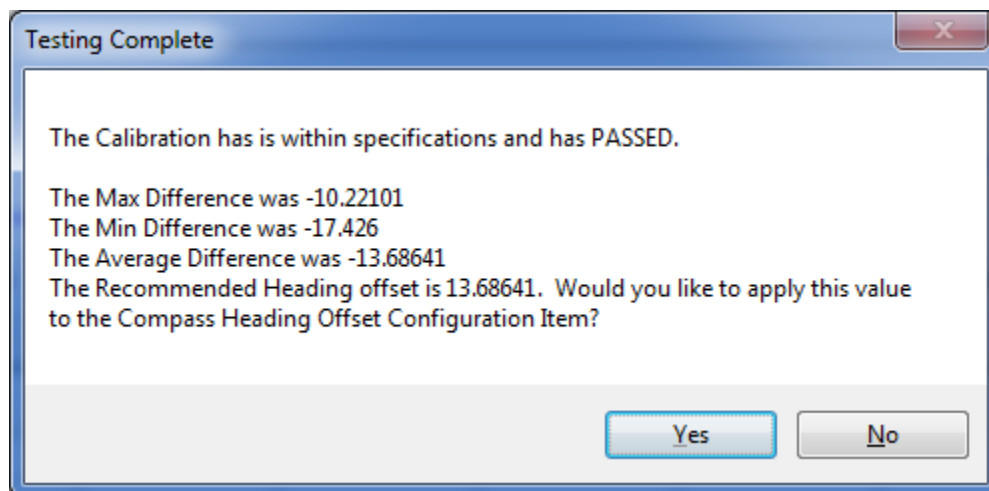 Testing Complete
The Calibration has is within specifications and has PASSED.
The Max Difference was -10.22101
The Min Difference was -17.426
The Average Difference was -13.68641
The Recommended Heading offset is 13.68641.  Would you like to apply this value
to the Compass Heading Offset Configuration Item?
Yes
No